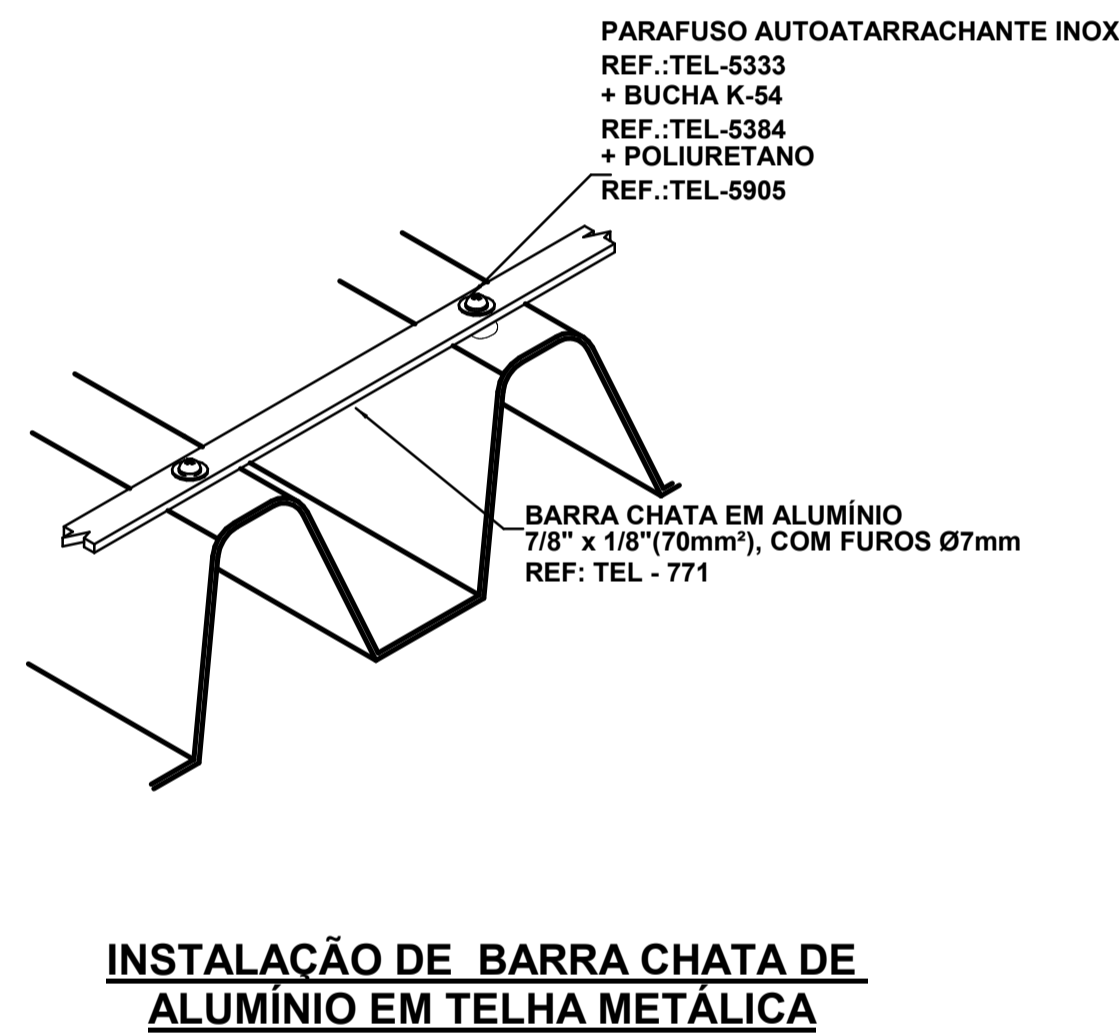 PARAFUSO AUTOATARRACHANTE INOX
REF.:TEL-5333
+ BUCHA K-54
REF.:TEL-5384
+ POLIURETANO
REF.:TEL-5905
BARRA CHATA EM ALUMÍNIO
7/8" x 1/8"(70mm²), COM FUROS Ø7mm
REF: TEL - 771
INSTALAÇÃO DE BARRA CHATA DE
ALUMÍNIO EM TELHA METÁLICA